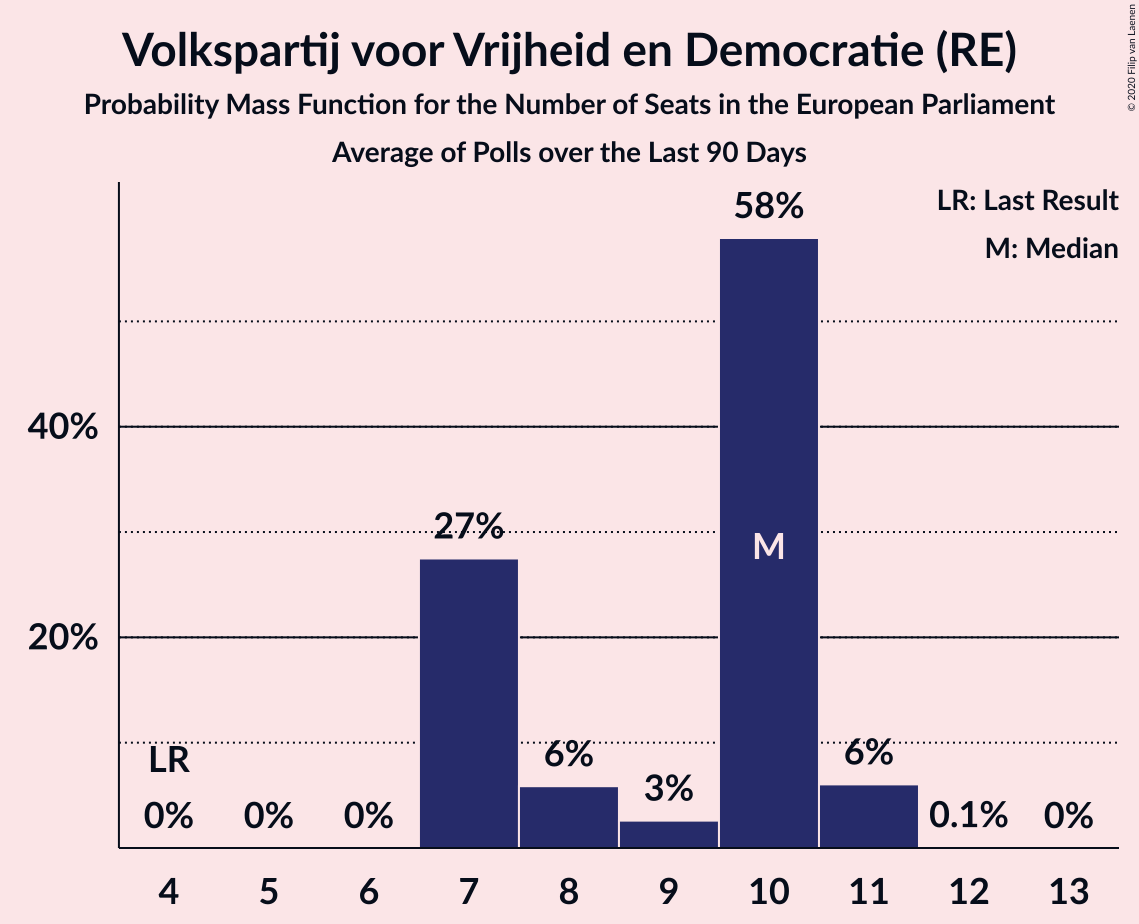 Volkspartij voor Vrijheid en Democratie (RE)
Probability Mass Function for the Number of Seats in the European Parliament
Average of Polls over the Last 90 Days
© 2020 Filip van Laenen
LR: Last Result
M: Median
58%
40%
27%
M
20%
LR
6%
6%
3%
0%
0%
0%
0.1%
0%
4 5 6 7 8 9 10 11 12 13